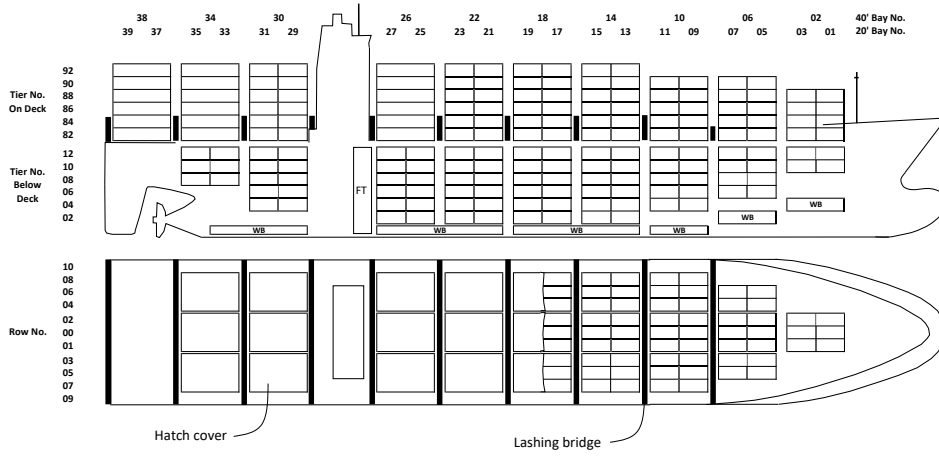 38 34 30 26 22 18 14 10 06 02 40' Bay No.
39 37 35 33 31 29 27 25 23 21 19 17 15 13 11 09 07 05 03 01 20' Bay No.
92
90
Tier No. 88
On Deck 86
84
82
12
Tier No. 10
Below 08
Deck 06
04
02
FT
WB
WB
WB WB WB WB
10
08
06
04
02
Row No. 00
01
03
05
07
09
Hatch cover
Lashing bridge